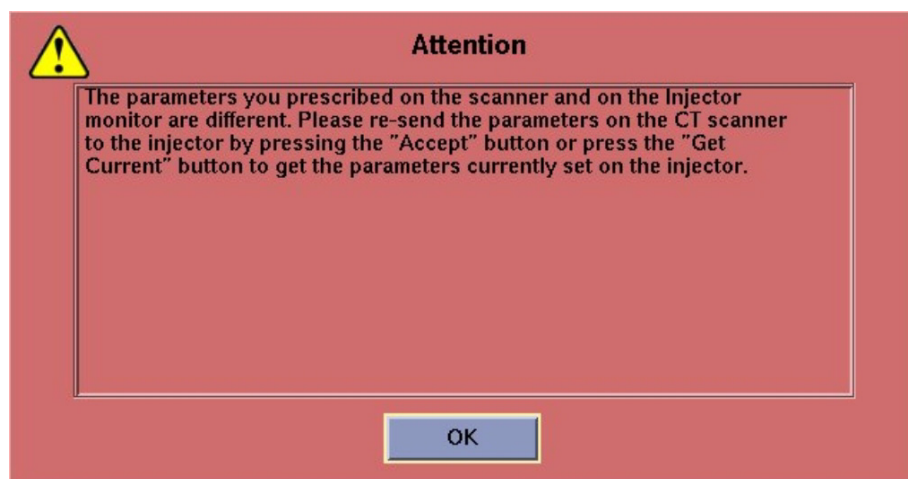 Attention
The parameters you prescribed on the scanner and on the Injector
monitor are different. Please re-send the parameters on the CT scanner
to the injector by pressing the "Accept" button or press the "Get
Current" button to get the parameters currently set on the injector.
OK